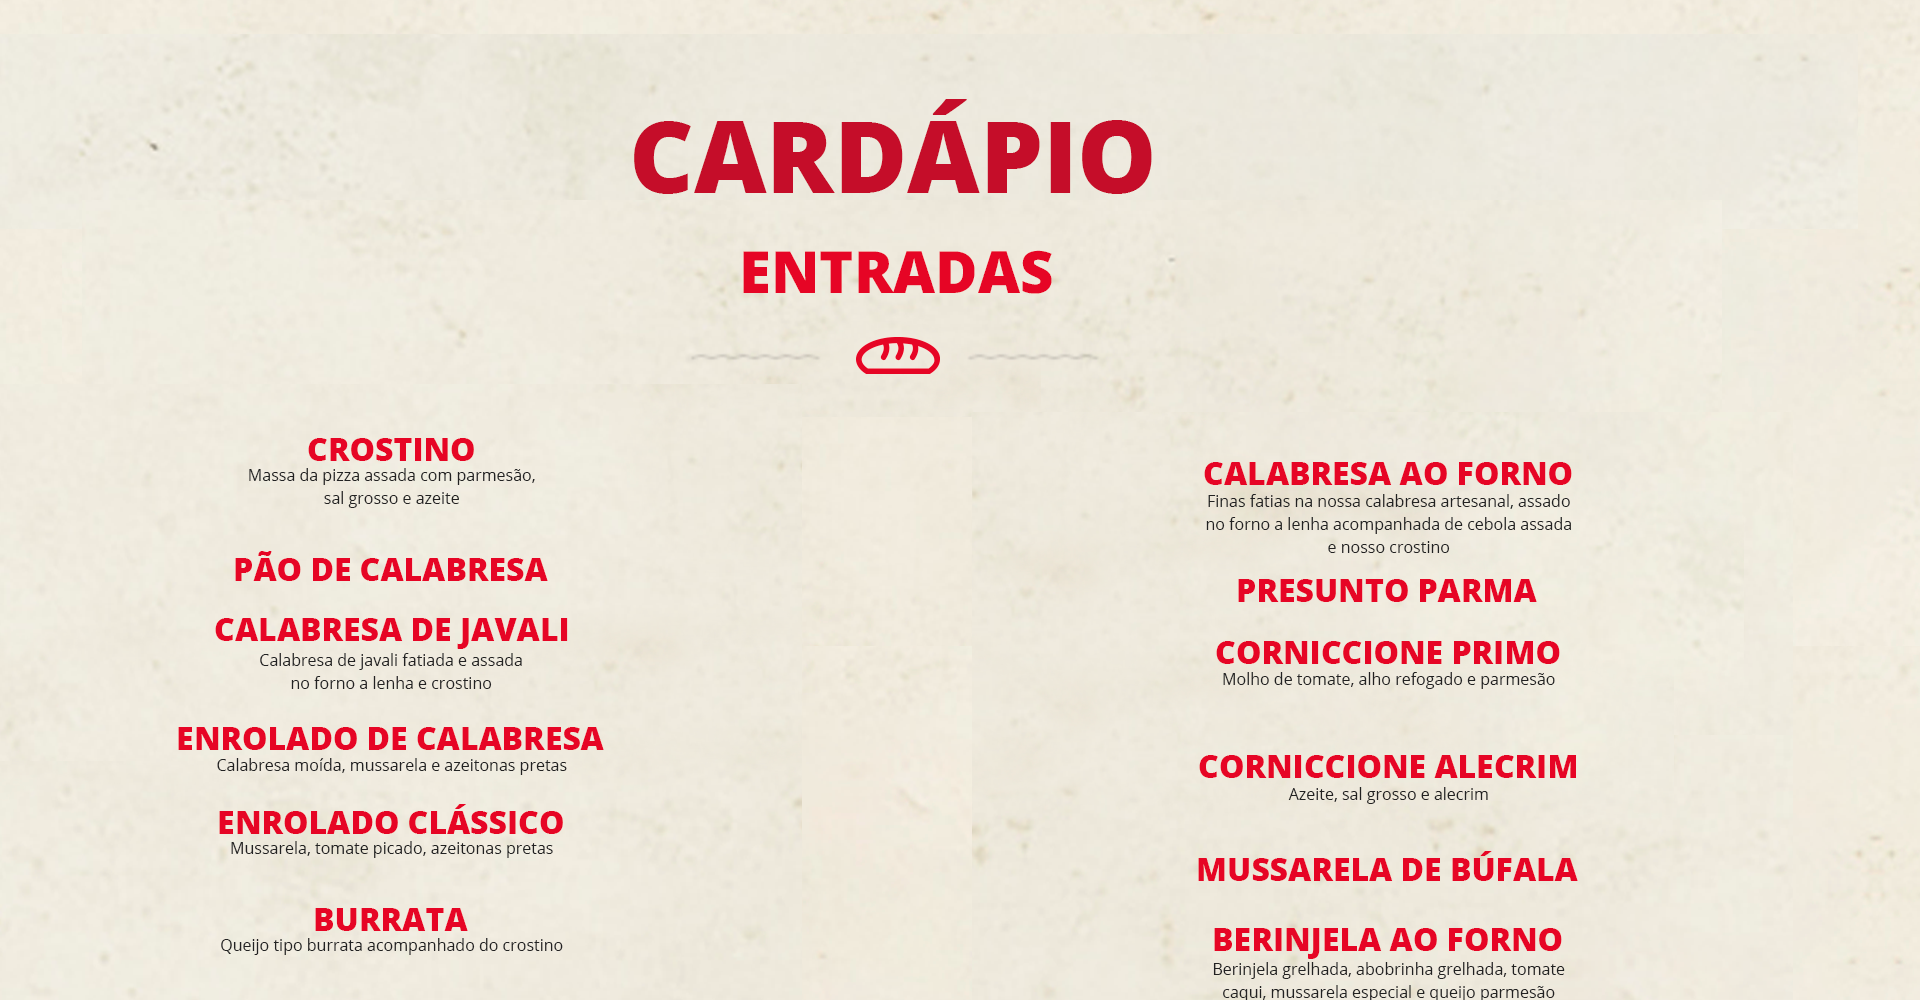 CARDÁPIO
ENTRADAS
CROSTINO
Massa da pizza assada com parmesão,
sal grosso e azeite
PÃO DE CALABRESA
CALABRESA DE JAVALI
Calabresa de javali fatiada e assada
no forno a lenha e crostino
ENROLADO DE CALABRESA
Calabresa moída, mussarela e azeitonas pretas
ENROLADO CLÁSSICO
Mussarela, tomate picado, azeitonas pretas
BURRATA
Queijo tipo burrata acompanhado do crostino
CALABRESA AO FORNO
Finas fatias na nossa calabresa artesanal, assado
no forno a lenha acompanhada de cebola assada
e nosso crostino
PRESUNTO PARMA
CORNICCIONE PRIMO
Molho de tomate, alho refogado e parmesão
CORNICCIONE ALECRIM
Azeite, sal grosso e alecrim
MUSSARELA DE BÚFALA
BERINJELA AO FORNO
Berinjela grelhada, abobrinha grelhada, tomate
caqui, mussarela especial e queijo parmesão